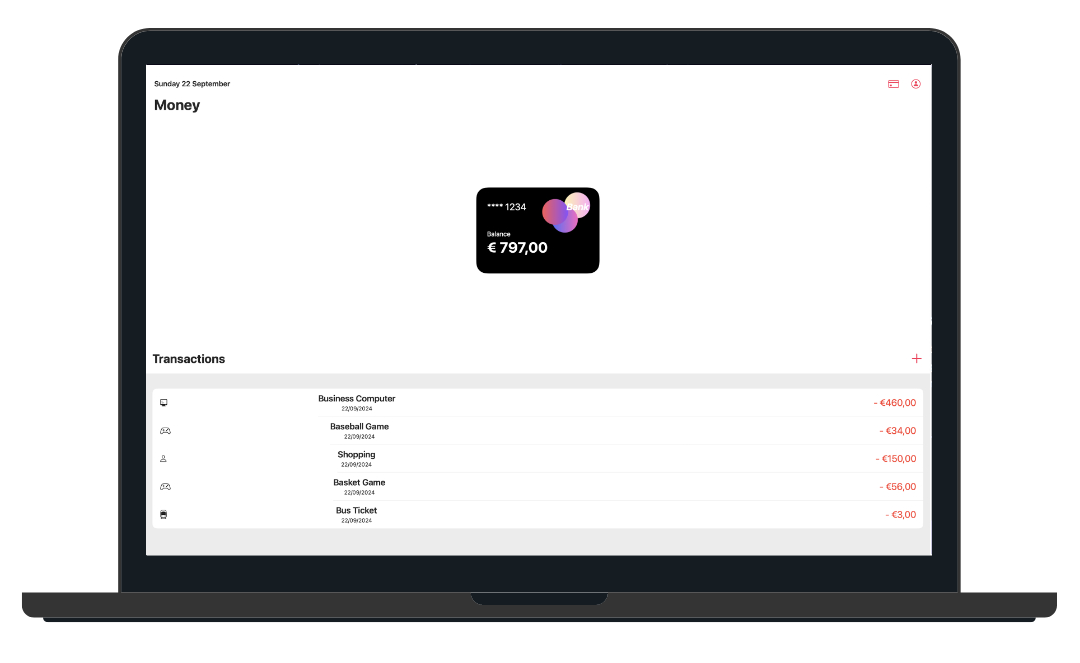 Sunday 22 September
Money
**** 1234
Bank
Balance
€ 797,00
Transactions
Business Computer
22/09/2024
- €460,00
Baseball Game
22/09/2024
- €34,00
Shopping
22/09/2024
- €150,00
Basket Game
22/09/2024
- €56,00
Bus Ticket
22/09/2024
- €3,00